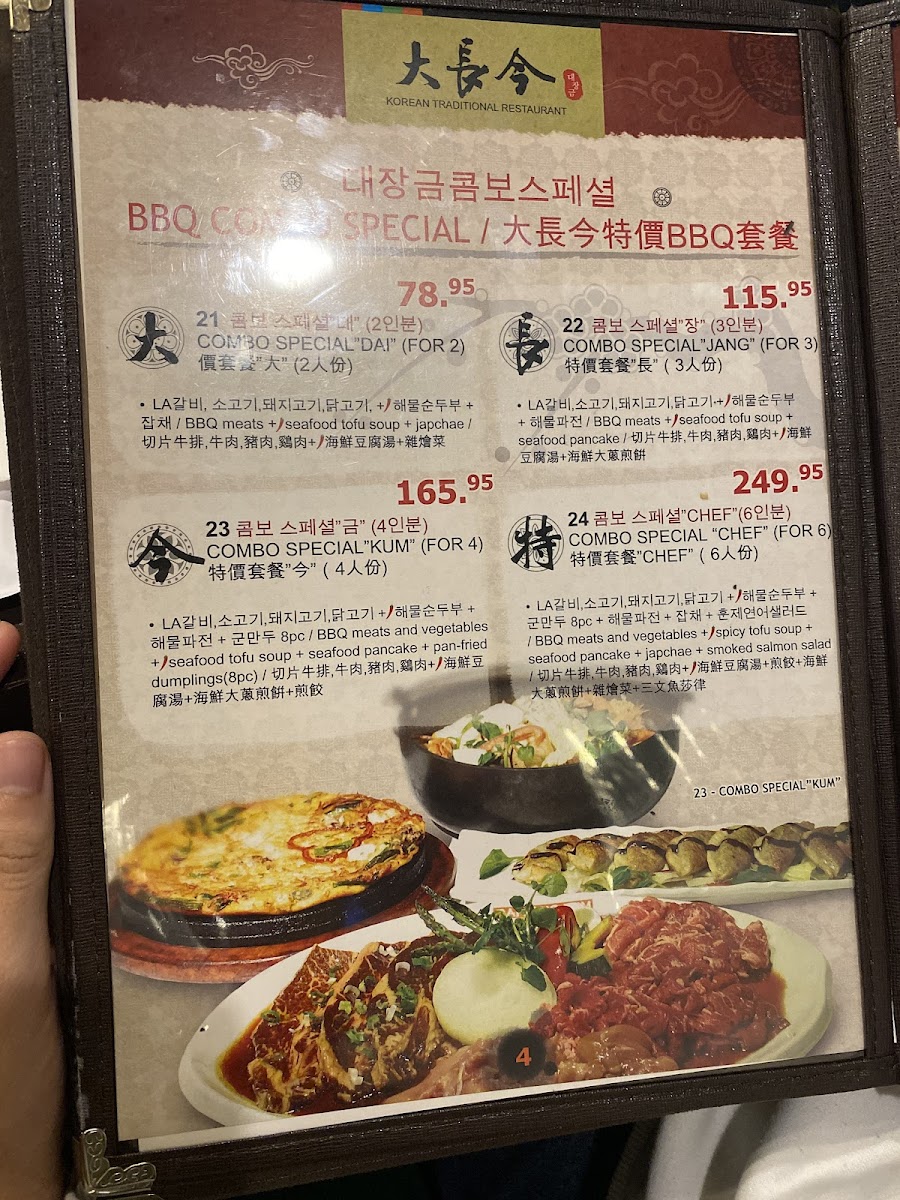 大長今
대장금
KOREAN TRADITIONAL RESTAURANT
대장금콤보스페셜
BBQ COMBO SPECIAL / 大長今特價BBQ套餐
78.95
大
21 콤보 스페셜"대" (2인분)
COMBO SPECIAL"DAI" (FOR 2)
價套餐"大" (2人份)
• LA갈비, 소고기,돼지고기,닭고기, +해물순두부 +
잡채 / BBQ meats +seafood tofu soup + japchae /
切片牛排,牛肉,豬肉,鷄肉+海鮮豆腐湯+雜燴菜
115.95
長
22 콤보 스페셜"장" (3인분)
COMBO SPECIAL"JANG" (FOR 3)
特價套餐"長" ( 3人份)
• LA갈비,소고기,돼지고기,닭고기+해물순두부
+ 해물파전 / BBQ meats +seafood tofu soup +
seafood pancake / 切片牛排,牛肉,豬肉,鷄肉+海鮮
豆腐湯+海鮮大蔥煎餅
165.95
今
23 콤보 스페셜"금" (4인분)
COMBO SPECIAL"KUM" (FOR 4)
特價套餐"今" ( 4人份)
• LA갈비,소고기,돼지고기,닭고기 +해물순두부 +
해물파전 + 군만두 8pc / BBQ meats and vegetables
+seafood tofu soup + seafood pancake + pan-fried
dumplings(8pc) / 切片牛排,牛肉,豬肉,鷄肉+海鮮豆
腐湯+海鮮大蔥煎餅+煎餃
249.95
特
24 콤보 스페셜"CHEF"(6인분)
COMBO SPECIAL "CHEF" (FOR 6)
特價套餐"CHEF" ( 6人份)
• LA갈비,소고기,돼지고기,닭고기 +해물순두부 +
군만두 8pc + 해물파전 + 잡채 + 훈제연어샐러드
/ BBQ meats and vegetables +spicy tofu soup +
seafood pancake + japchae + smoked salmon salad
/ 切片牛排,牛肉,豬肉,鷄肉+海鮮豆腐湯+煎餃+海鮮
大蔥煎餅+雜燴菜+三文魚莎律
23 - COMBO SPECIAL"KUM"
4